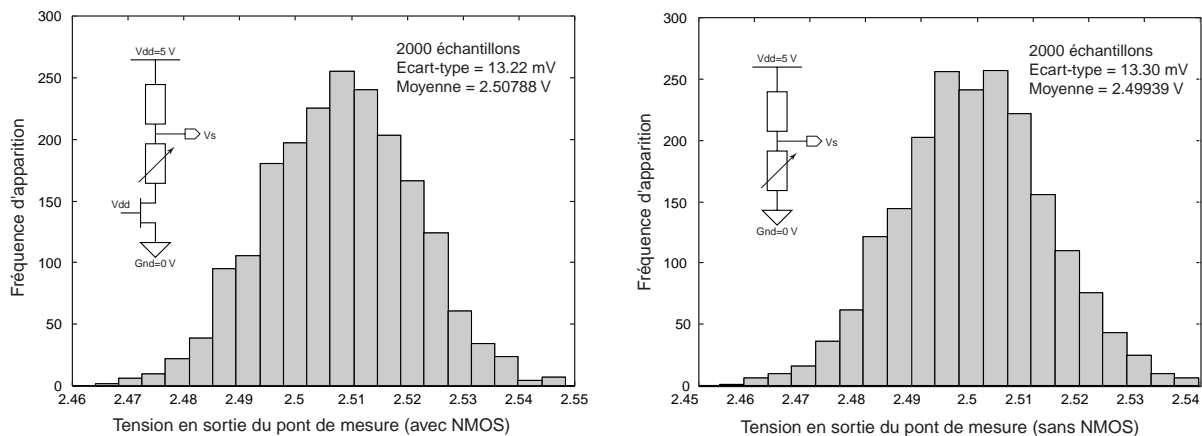 300
250
200
150
100
50
0
Fréquence d'apparition
2000 échantillons
Ecart-type = 13.22 mV
Moyenne = 2.50788 V
Vdd=5 V
Vs
Vdd
Gnd=0 V
2.46 2.47 2.48 2.49 2.5 2.51 2.52 2.53 2.54 2.55
Tension en sortie du pont de mesure (avec NMOS)
300
250
200
150
100
50
0
Fréquence d'apparition
2000 échantillons
Ecart-type = 13.30 mV
Moyenne = 2.49939 V
Vdd=5 V
Vs
Gnd=0 V
2.45 2.46 2.47 2.48 2.49 2.5 2.51 2.52 2.53 2.54
Tension en sortie du pont de mesure (sans NMOS)